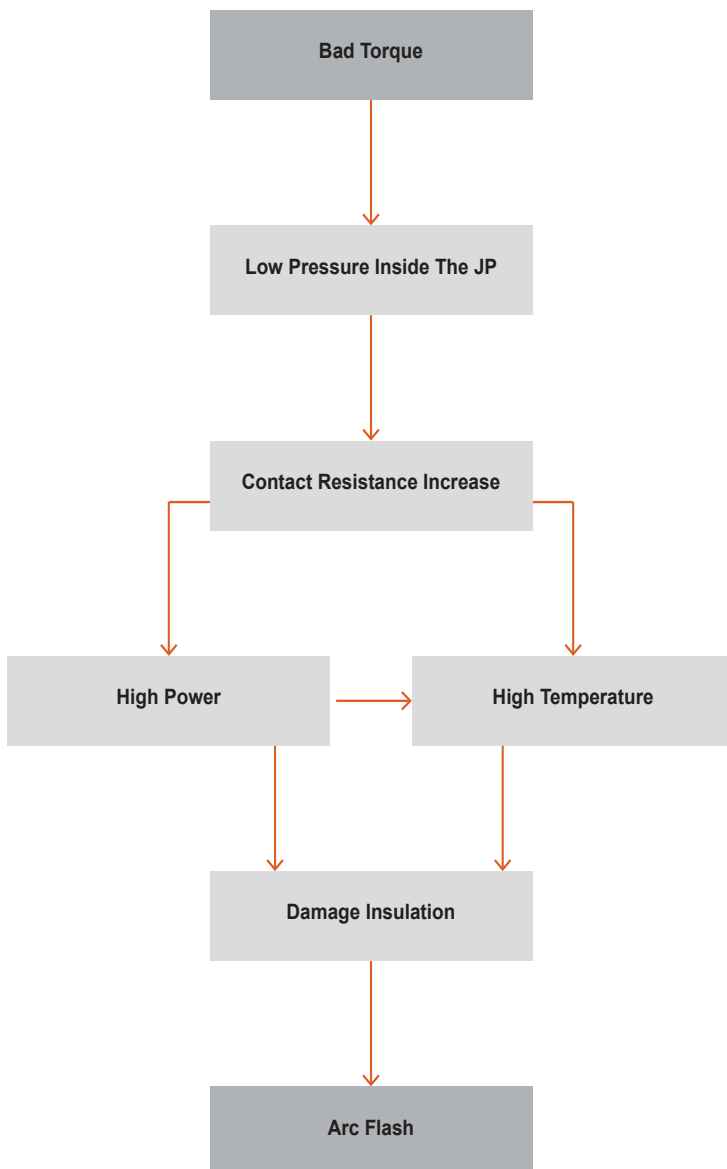 Bad Torque
Low Pressure Inside The JP
Contact Resistance Increase
High Power
High Temperature
Damage Insulation
Arc Flash